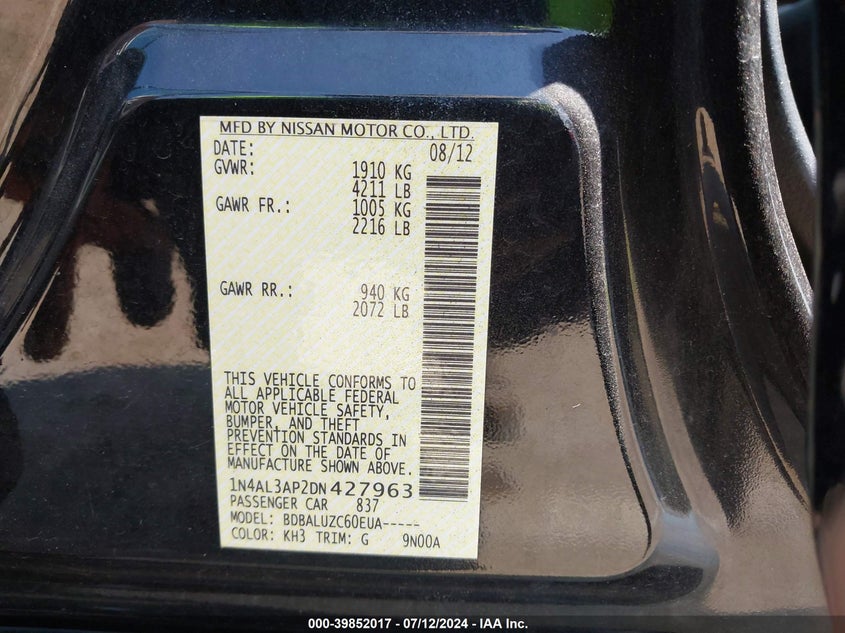 MFD BY NISSAN MOTOR CO., LTD.
DATE: 08/12
GVWR: 1910 KG
4211 LB
GAWR FR.: 1005 KG
2216 LB
GAWR RR.: 940 KG
2072 LB
THIS VEHICLE CONFORMS TO
ALL APPLICABLE FEDERAL
MOTOR VEHICLE SAFETY,
BUMPER, AND THEFT
PREVENTION STANDARDS IN
EFFECT ON THE DATE OF
MANUFACTURE SHOWN ABOVE.
1N4AL3AP2DN427963
PASSENGER CAR 837
MODEL: BDBALUZC60EUA-----
COLOR: KH3 TRIM: G 9N00A
000-39852017 - 07/12/2024 - IAA Inc.